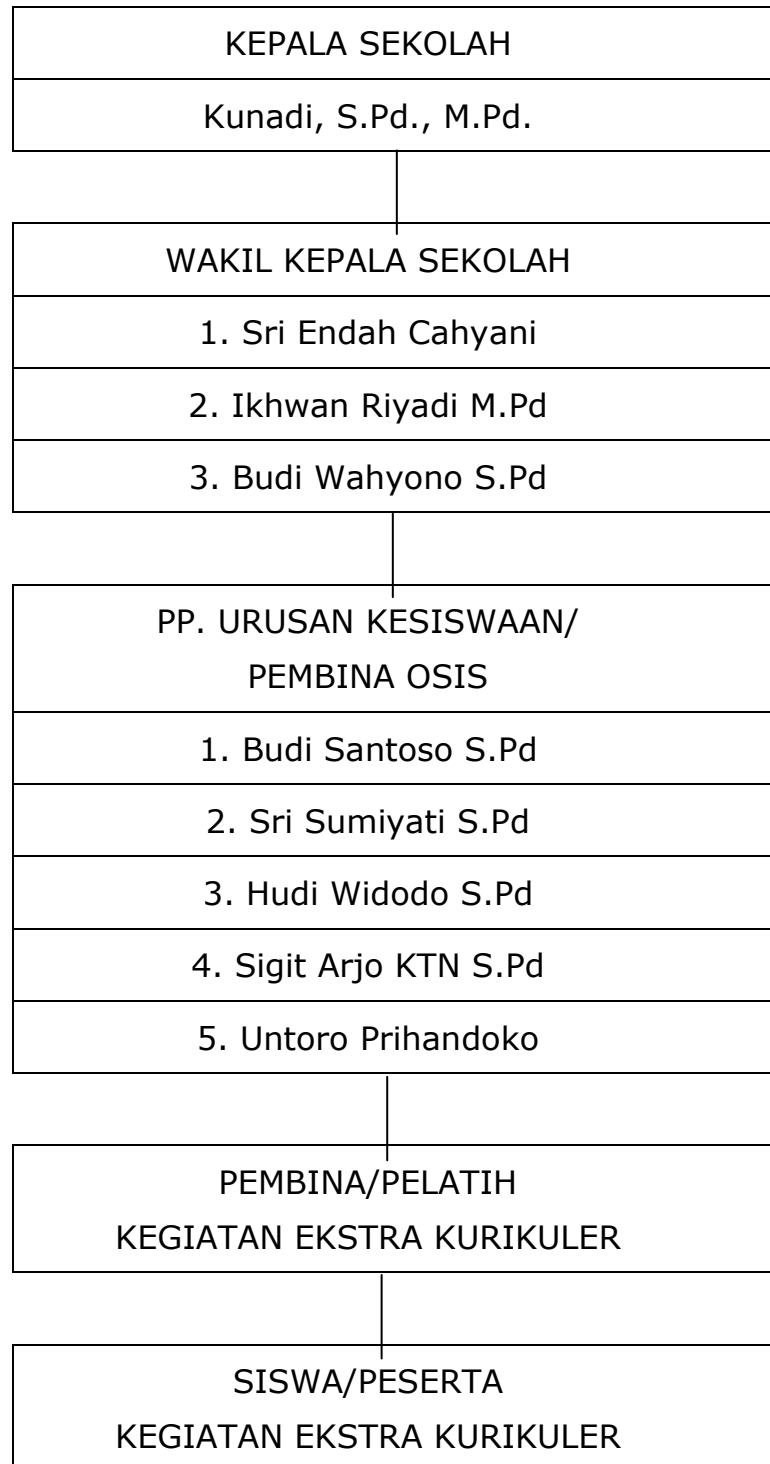 KEPALA SEKOLAH
Kunadi, S.Pd., M.Pd.
WAKIL KEPALA SEKOLAH
1. Sri Endah Cahyani
2. Ikhwan Riyadi M.Pd
3. Budi Wahyono S.Pd
PP. URUSAN KESISWAAN/
PEMBINA OSIS
1. Budi Santoso S.Pd
2. Sri Sumiyati S.Pd
3. Hudi Widodo S.Pd
4. Sigit Arjo KTN S.Pd
5. Untoro Prihandoko
PEMBINA/PELATIH
KEGIATAN EKSTRA KURIKULER
SISWA/PESERTA
KEGIATAN EKSTRA KURIKULER